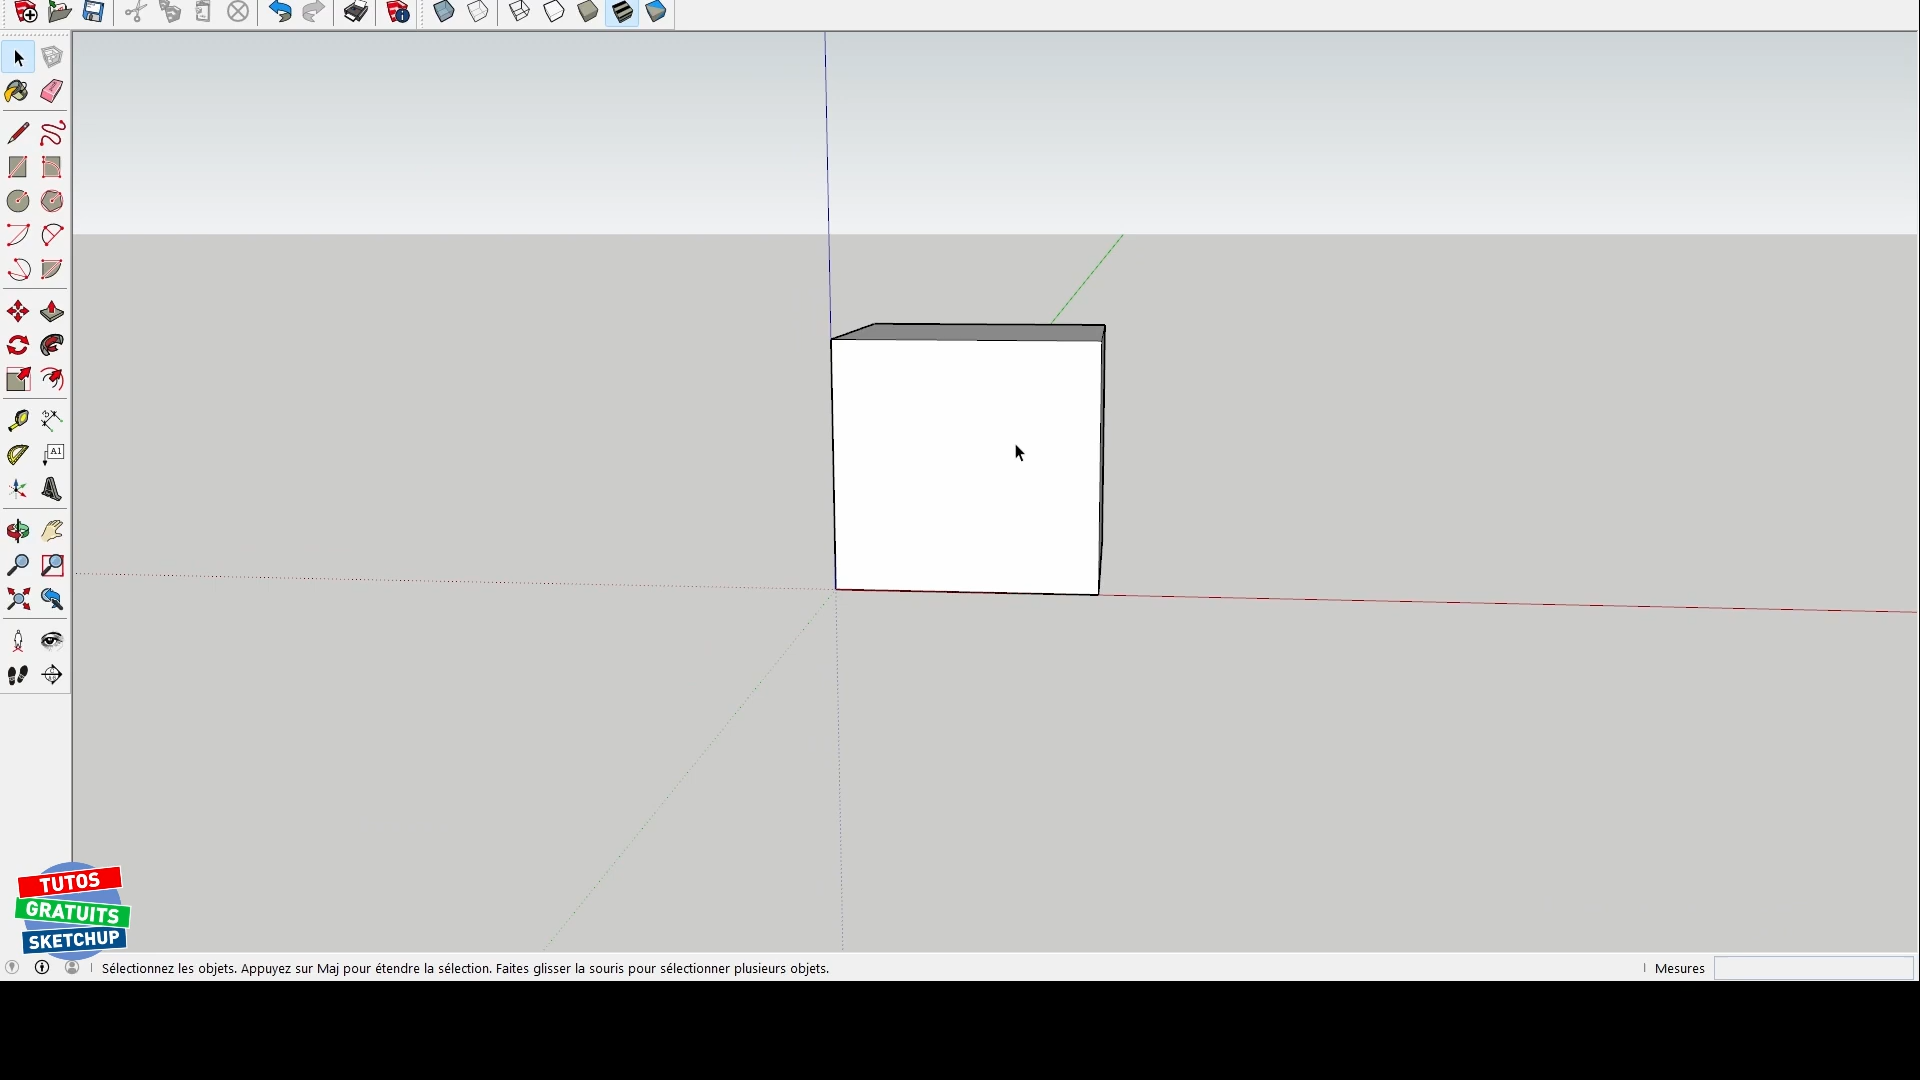 A1
TUTOS
GRATUITS
SKETCHUP
Sélectionnez les objets. Appuyez sur Maj pour étendre la sélection. Faites glisser la souris pour sélectionner plusieurs objets.
Mesures